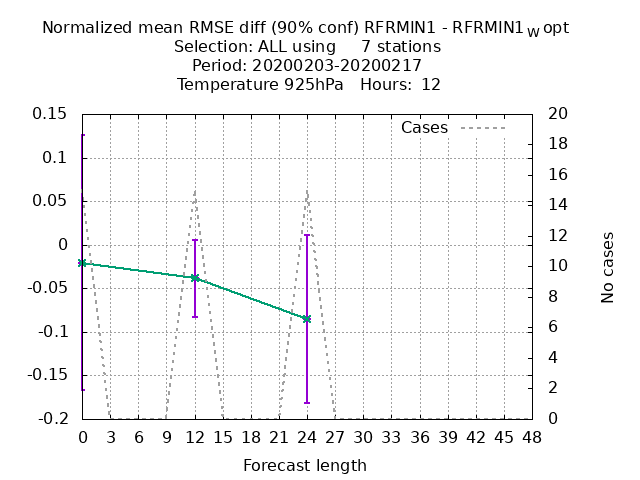 Normalized mean RMSE diff (90% conf) RFRMIN1 - RFRMIN1W opt
Selection: ALL using 7 stations
Period: 20200203-20200217
Temperature 925hPa Hours: 12
Cases
0.15
0.1
0.05
0
-0.05
-0.1
-0.15
-0.2
20
18
16
14
12
10
8
6
4
2
0
No cases
0 3 6 9 12 15 18 21 24 27 30 33 36 39 42 45 48
Forecast length